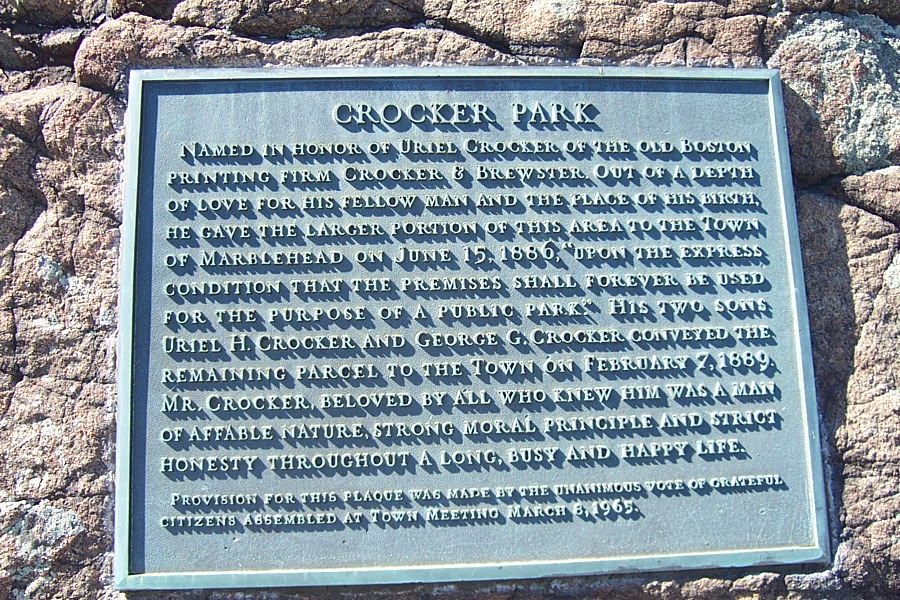 CROCKER PARK
NAMED IN HONOR OF URIEL CROCKER OF THE OLD BOSTON
PRINTING FIRM CROCKER & BREWSTER. OUT OF A DEPTH
OF LOVE FOR HIS FELLOW MAN AND THE PLACE OF HIS BIRTH,
HE GAVE THE LARGER PORTION OF THIS AREA TO THE TOWN
OF MARBLEHEAD ON JUNE 15, 1886, "UPON THE EXPRESS
CONDITION THAT THE PREMISES SHALL FOREVER BE USED
FOR THE PURPOSE OF A PUBLIC PARK." HIS TWO SONS
URIEL H. CROCKER AND GEORGE G. CROCKER CONVEYED THE
REMAINING PARCEL TO THE TOWN ON FEBRUARY 7, 1889.
MR. CROCKER, BELOVED BY ALL WHO KNEW HIM WAS A MAN
OF AFFABLE NATURE, STRONG MORAL PRINCIPLE AND STRICT
HONESTY THROUGHOUT A LONG, BUSY AND HAPPY LIFE.
PROVISION FOR THIS PLAQUE WAS MADE BY THE UNANIMOUS VOTE OF GRATEFUL
CITIZENS ASSEMBLED AT TOWN MEETING MARCH 8, 1965.